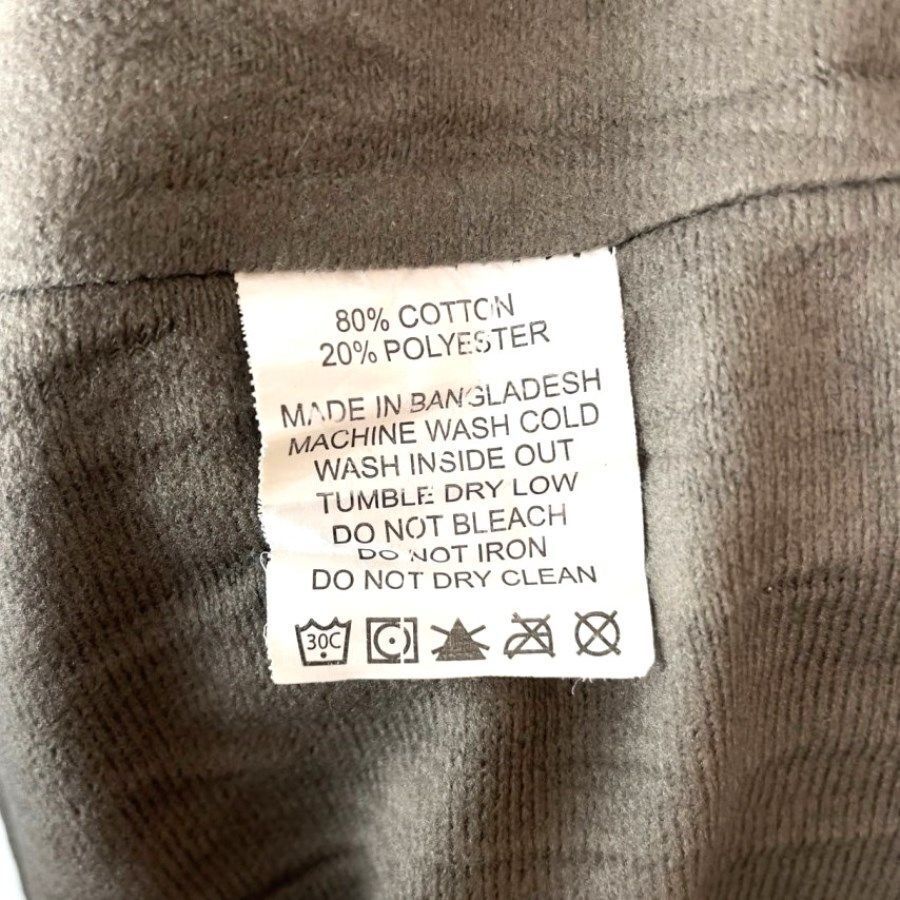 80% COTTON
20% POLYESTER
MADE IN BANGLADESH
MACHINE WASH COLD
WASH INSIDE OUT
TUMBLE DRY LOW
DO NOT BLEACH
DO NOT IRON
DO NOT DRY CLEAN
30C